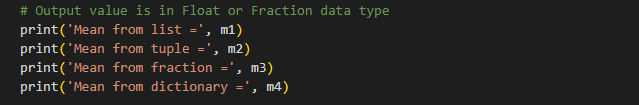 # Output value is in Float or Fraction data type
print('Mean from list =', m1)
print('Mean from tuple =', m2)
print('Mean from fraction =', m3)
print('Mean from dictionary =', m4)